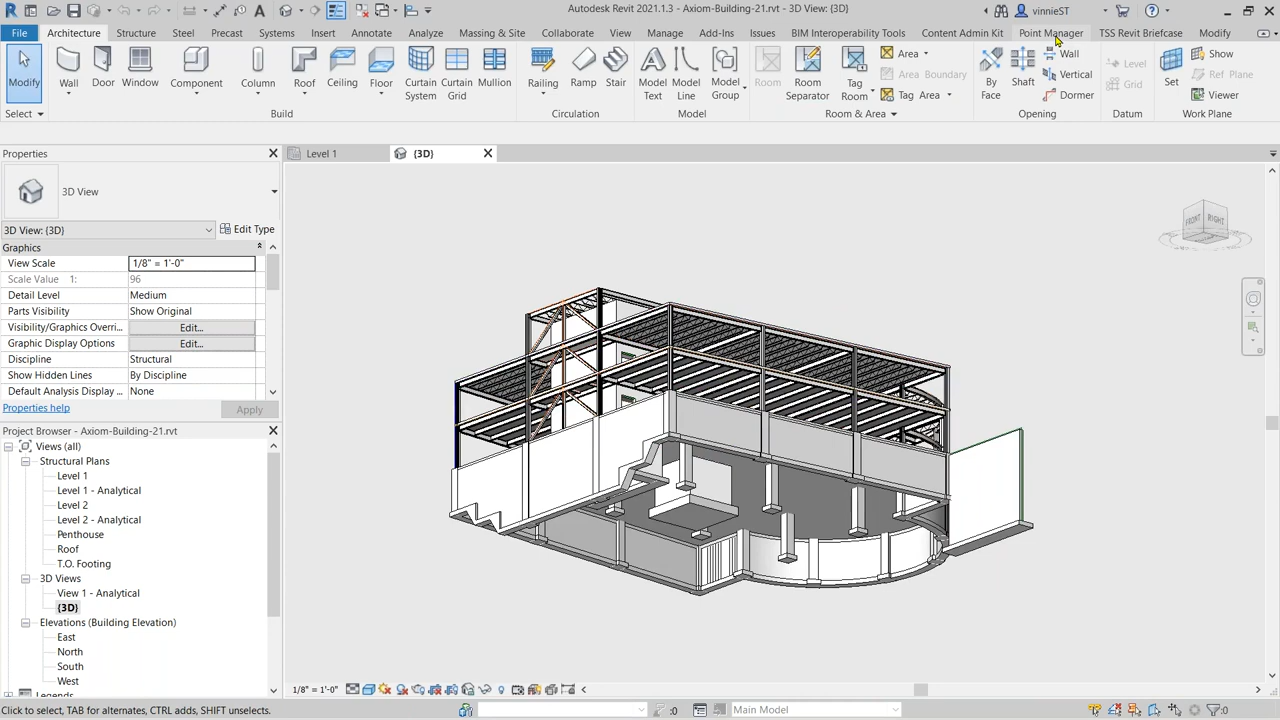 Autodesk Revit 2021.1.3 - Axiom-Building-21.rvt - 3D View: {3D}
vinnieST
File Architecture Structure Steel Precast Systems Insert Annotate Analyze Massing & Site Collaborate View Manage Add-Ins Issues BIM Interoperability Tools Content Admin Kit Point Manager TSS Revit Briefcase Modify
Modify Wall Door Window Component Column Roof Ceiling Floor Curtain System Curtain Grid Mullion Railing Ramp Stair Model Text Model Line Model Group Room Room Separator Tag Room
Area
Area Boundary
Tag Area
By Face Shaft
Wall
Vertical
Dormer
Level
Grid
Set
Show
Ref Plane
Viewer
Select Build Circulation Model Room & Area Opening Datum Work Plane
Properties
Level 1 {3D}
3D View
3D View: {3D} Edit Type
Graphics
View Scale 1/8" = 1'-0"
Scale Value 1: 96
Detail Level Medium
Parts Visibility Show Original
Visibility/Graphics Overri... Edit...
Graphic Display Options Edit...
Discipline Structural
Show Hidden Lines By Discipline
Default Analysis Display ... None
Properties help Apply
FRONT RIGHT
Project Browser - Axiom-Building-21.rvt
Views (all)
Structural Plans
Level 1
Level 1 - Analytical
Level 2
Level 2 - Analytical
Penthouse
Roof
T.O. Footing
3D Views
View 1 - Analytical
{3D}
Elevations (Building Elevation)
East
North
South
West
Legends
1/8" = 1'-0"
Click to select, TAB for alternates, CTRL adds, SHIFT unselects. :0 Main Model :0